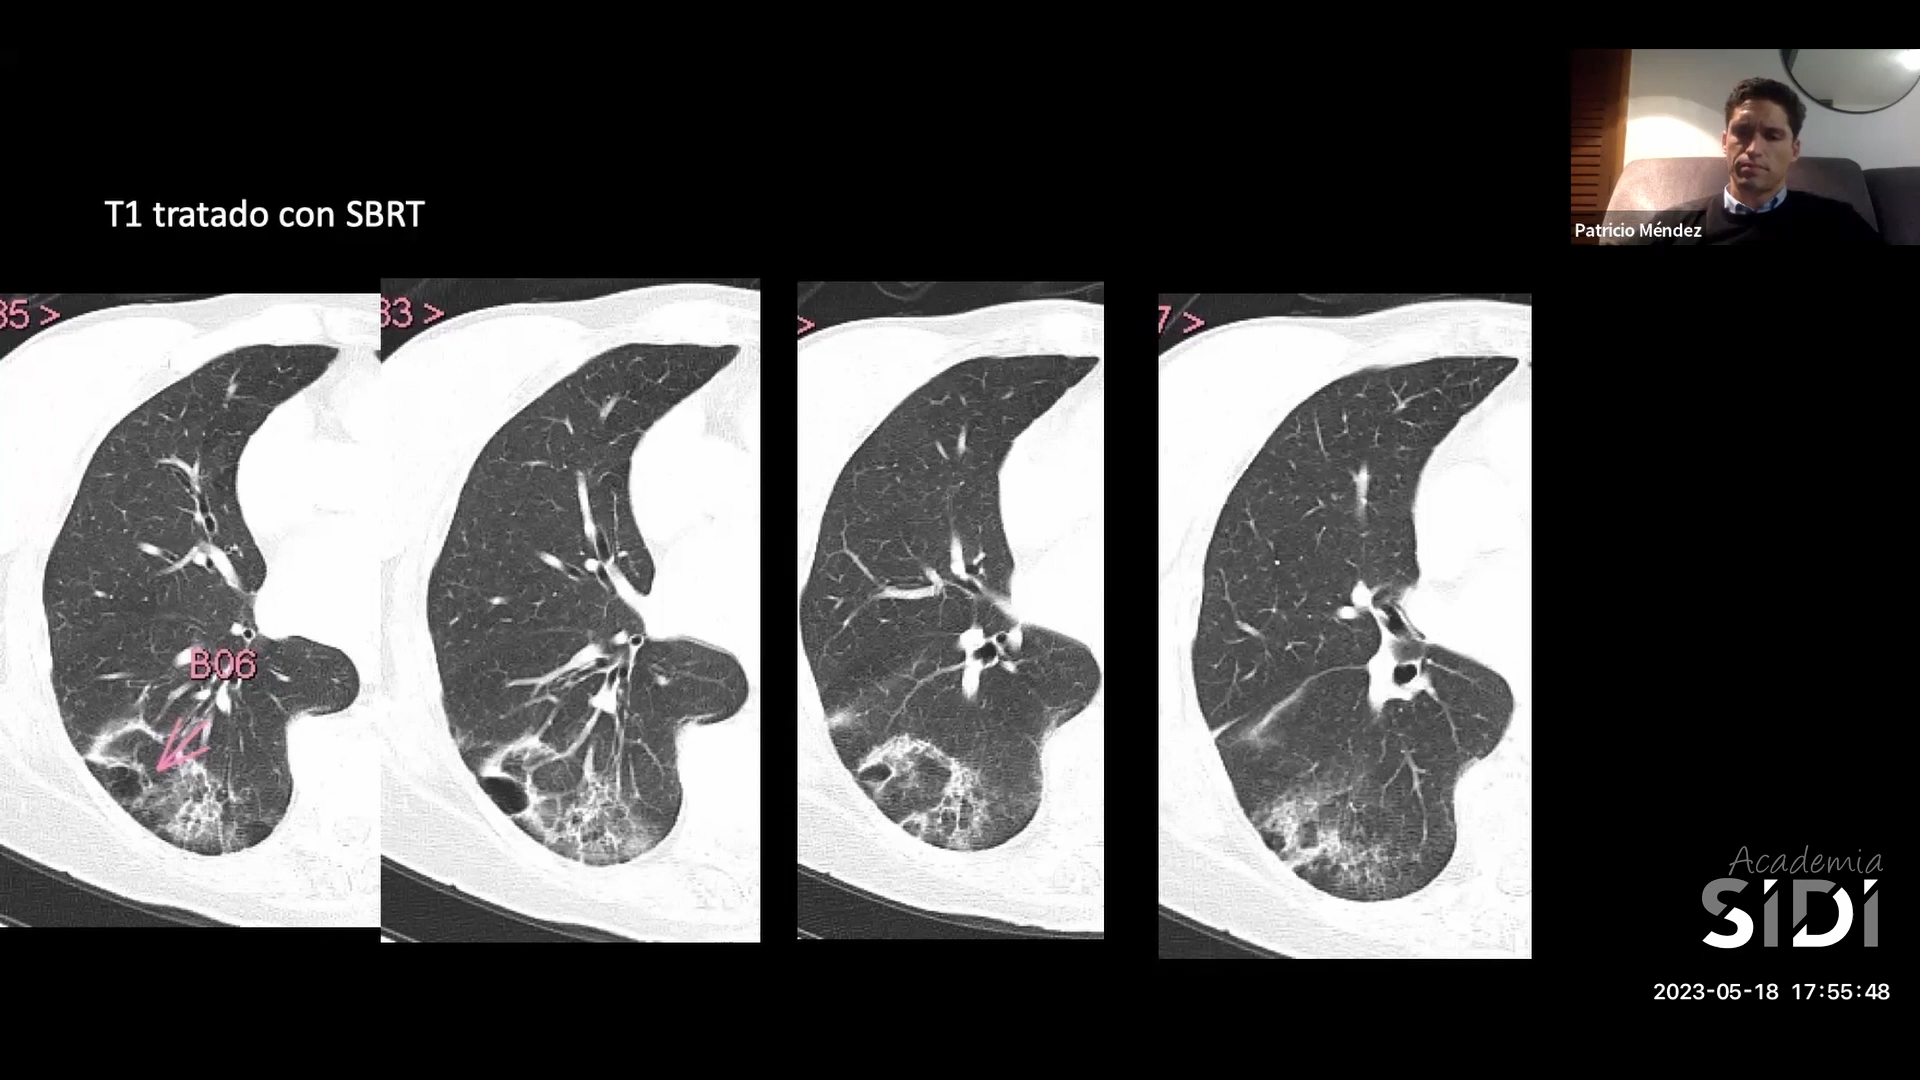 T1 tratado con SBRT
Patricio Méndez
35 >
33 >
>
7 >
B06
Academia
SiDi
2023-05-18 17:55:48